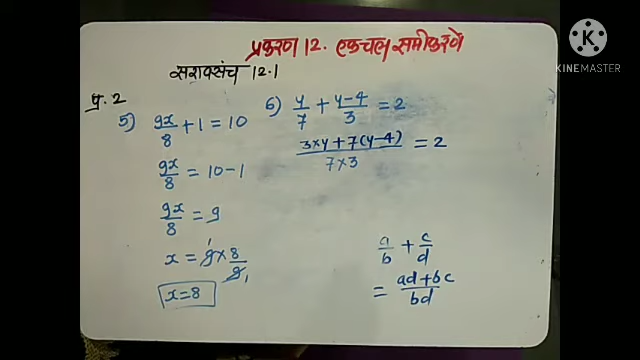 प्रकरण 12. एकचल समीकरणे
सरावसंच 12.1
प्र. 2
5) 9x/8 + 1 = 10
9x/8 = 10 - 1
9x/8 = 9
x = 9 × 8/9
x = 8
6) y/7 + y-4/3 = 2
3×y + 7(y-4)/7×3 = 2
a/b + c/d
= ad+bc/bd
KINEMASTER